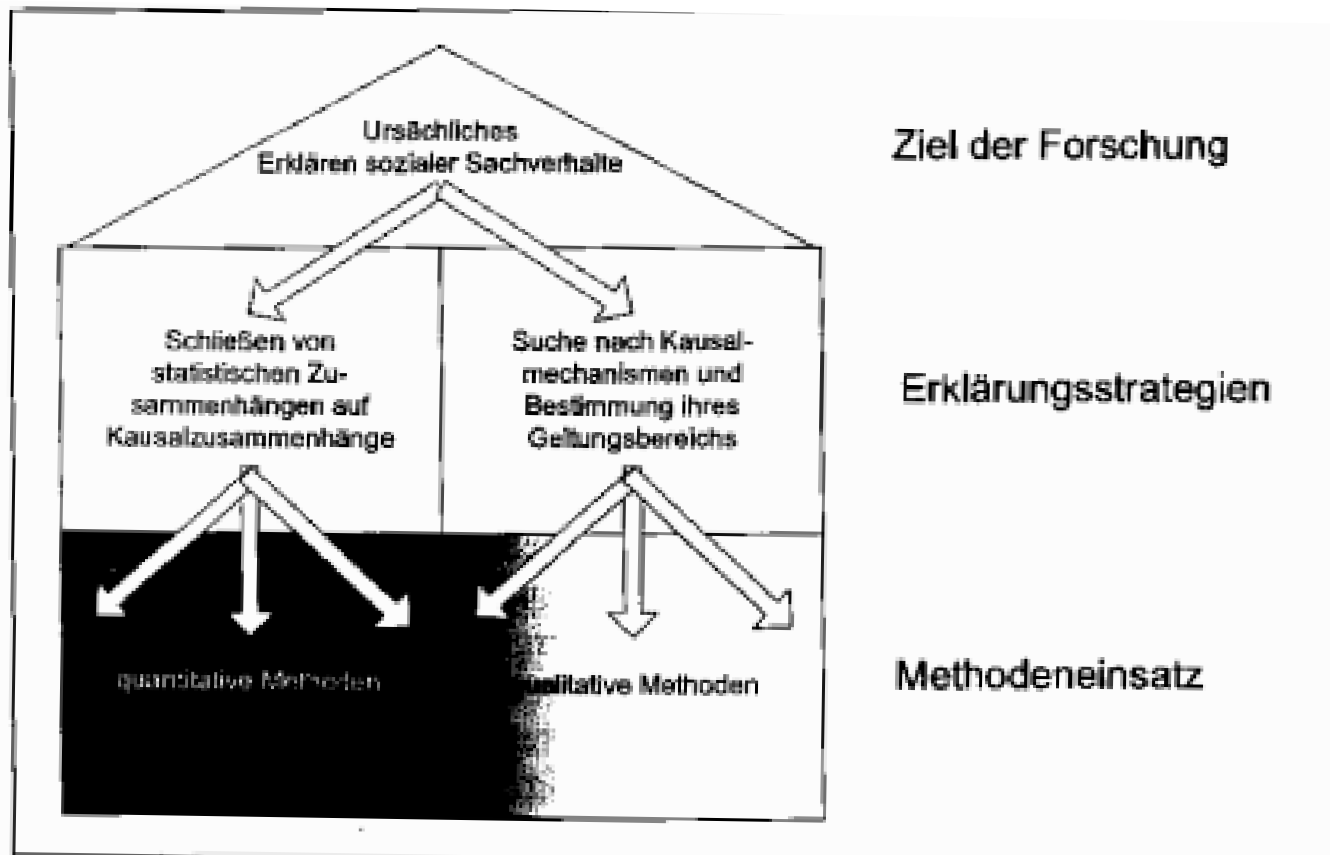 Ursächliches
Erklären sozialer Sachverhalte
Ziel der Forschung
Schließen von
statistischen Zu-
sammenhängen auf
Kausalzusammenhänge
Suche nach Kausal-
mechanismen und
Bestimmung ihres
Geltungsbereichs
Erklärungsstrategien
quantitative Methoden
qualitative Methoden
Methodeneinsatz